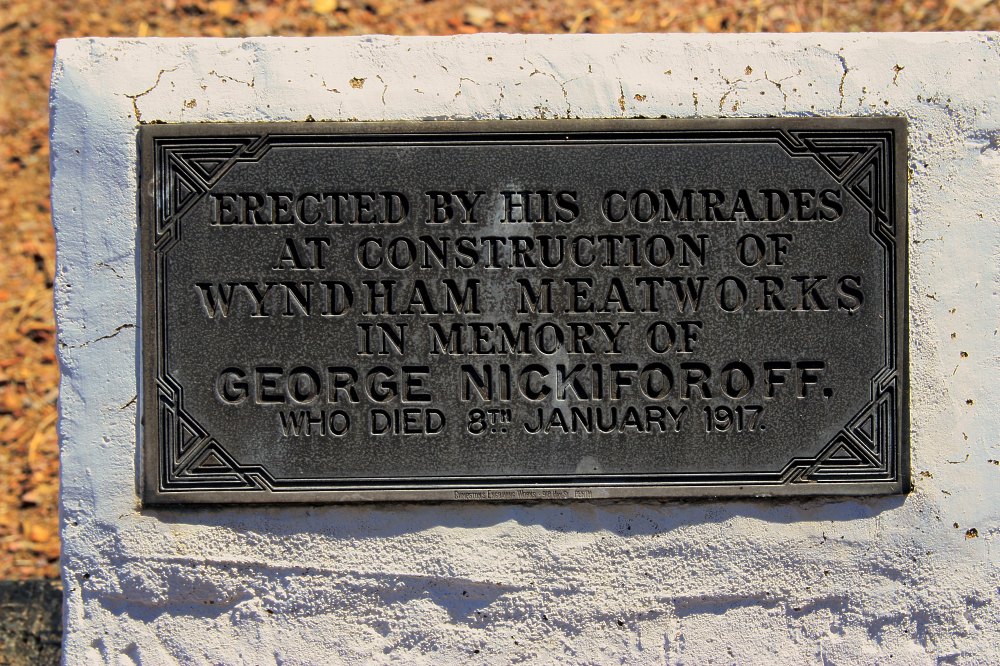 ERECTED BY HIS COMRADES
AT CONSTRUCTION OF
WYNDHAM MEATWORKS
IN MEMORY OF
GEORGE NICKIFOROFF.
WHO DIED 8TH JANUARY 1917.